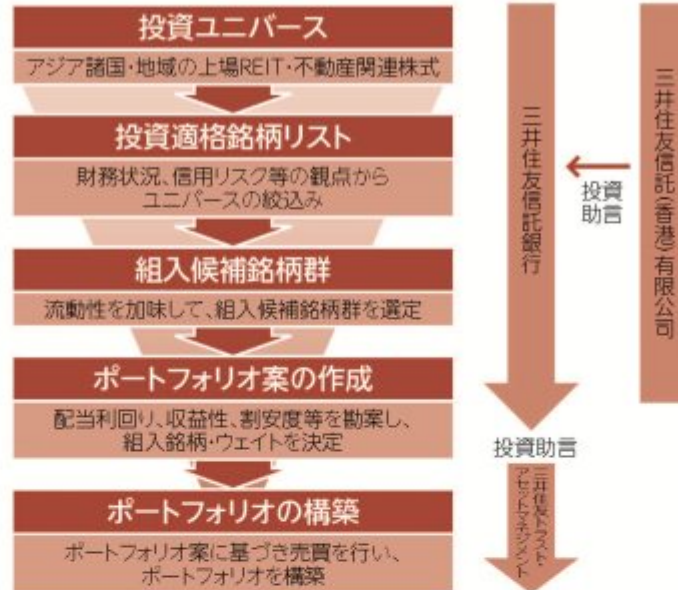 投資ユニバース
アジア諸国・地域の上場REIT・不動産関連株式
投資適格銘柄リスト
財務状況、信用リスク等の観点から
ユニバースの絞込み
組入候補銘柄群
流動性を加味して、組入候補銘柄群を選定
ポートフォリオ案の作成
配当利回り、収益性、割安度等を勘案し、
組入銘柄・ウェイトを決定
ポートフォリオの構築
ポートフォリオ案に基づき売買を行い、
ポートフォリオを構築
三井住友信託銀行
投資
助言
三井住友信託(香港)有限公司
投資助言
三井住友トラスト・
アセットマネジメント